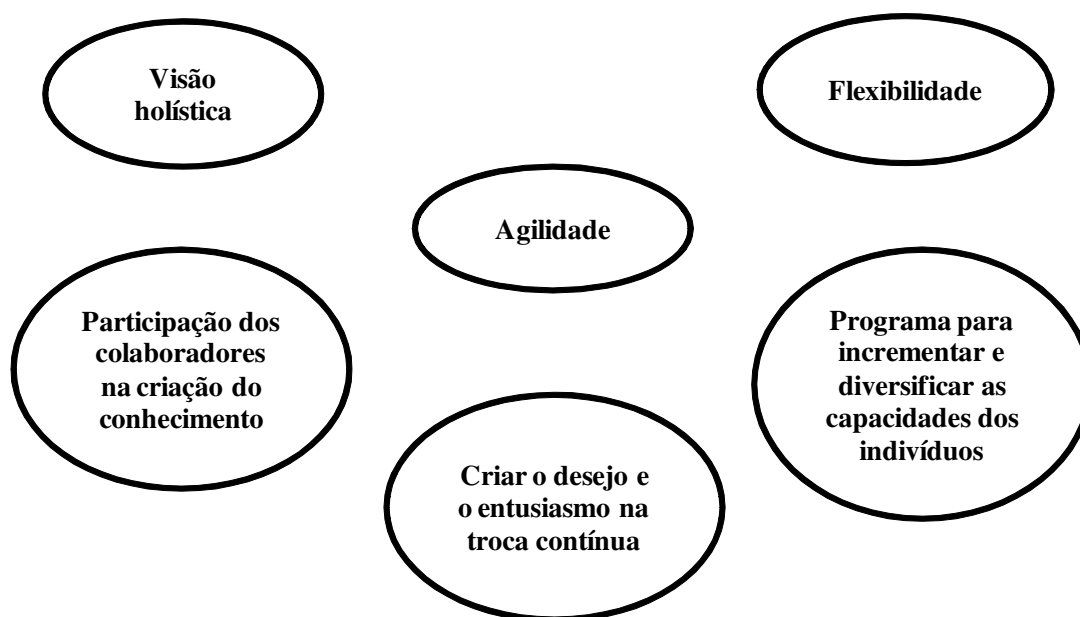 Visão
holística
Flexibilidade
Agilidade
Participação dos
colaboradores
na criação do
conhecimento
Programa para
incrementar e
diversificar as
capacidades dos
indivíduos
Criar o desejo e
o entusiasmo na
troca contínua